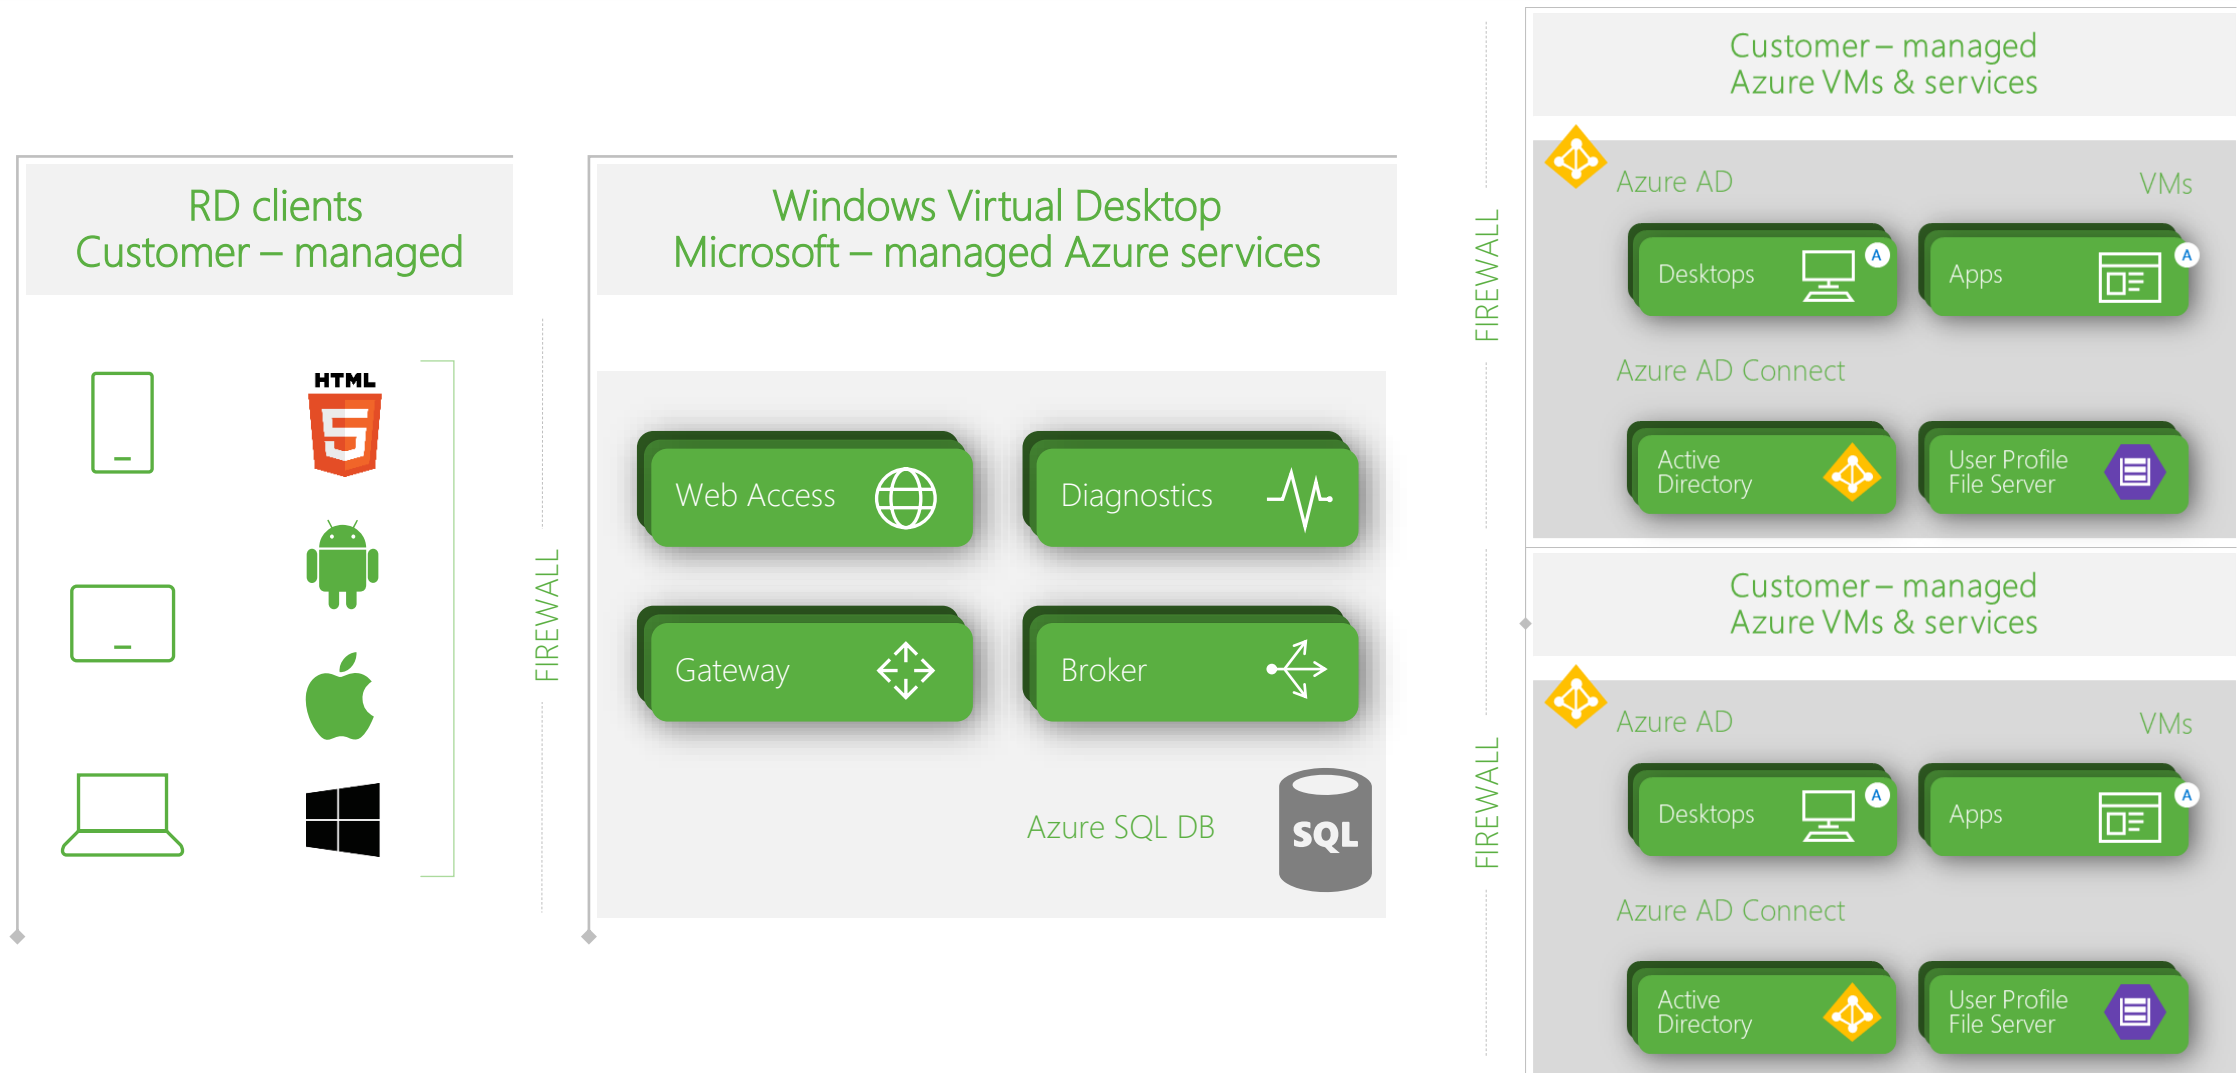 RD clients
Customer – managed
HTML
5
FIREWALL
Windows Virtual Desktop
Microsoft – managed Azure services
Web Access
Diagnostics
Gateway
Broker
Azure SQL DB
SQL
FIREWALL
Customer – managed
Azure VMs & services
Azure AD
VMs
Desktops
A
Apps
A
Azure AD Connect
Active
Directory
User Profile
File Server
FIREWALL
Customer – managed
Azure VMs & services
Azure AD
VMs
Desktops
A
Apps
A
Azure AD Connect
Active
Directory
User Profile
File Server